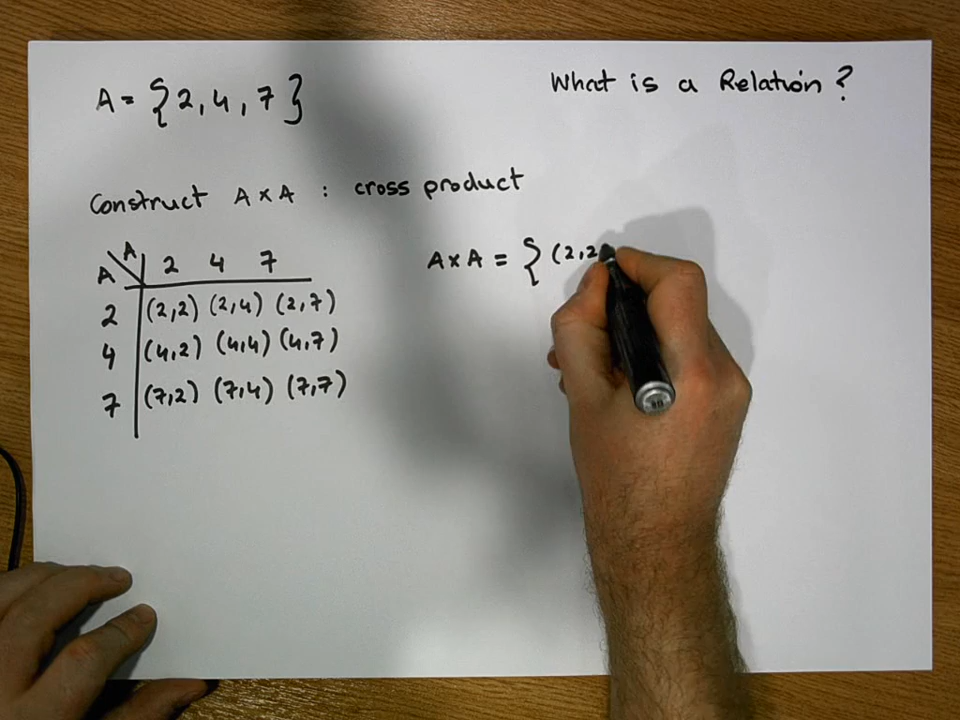 What is a Relation?
A = {2, 4, 7}
Construct A × A : cross product
A A 2 4 7
2 (2,2) (2,4) (2,7)
4 (4,2) (4,4) (4,7)
7 (7,2) (7,4) (7,7)
A × A = { (2,2